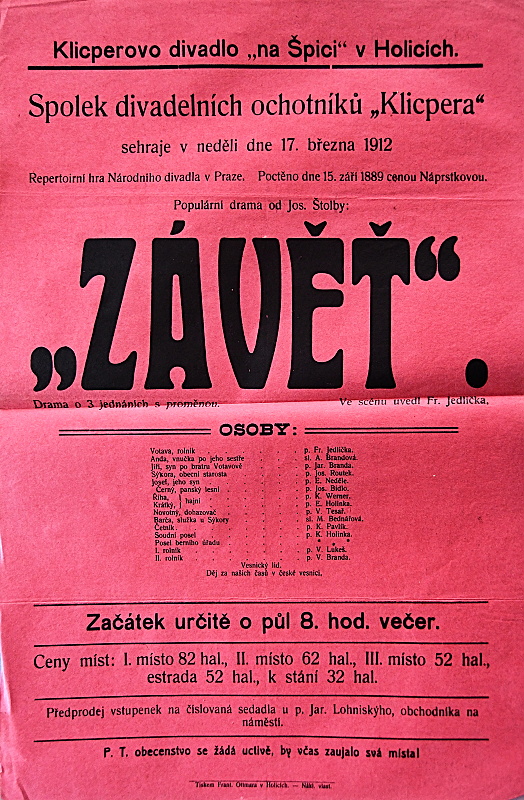 Klicperovo divadlo „na Špici“ v Holicích.
Spolek divadelních ochotníků „Klicpera“
sehraje v neděli dne 17. března 1912
Repertoirní hra Národního divadla v Praze. Poctěno dne 15. září 1889 cenou Náprstkovou.
Populární drama od Jos. Štolby:
„ZÁVĚŤ“.
Drama o 3 jednáních s proměnou. Ve scénu uvedl Fr. Jedlička.
OSOBY:
Votava, rolník . . . p. Fr. Jedlička.
Anda, vnučka po jeho sestře . . . sl. A. Brandová.
Jiří, syn po bratru Votavově . . . p. Jar. Branda.
Sýkora, obecní starosta . . . p. Jos. Routek.
Josef, jeho syn . . . p. E. Neděle.
Černý, panský lesní . . . p. Jos. Bidlo.
Říha, } hajní . . . p. K. Werner.
Krátký, } . . . p. E. Holinka.
Novotný, dohazovač . . . p. V. Tesař.
Barča, služka u Sýkory . . . sl. M. Bednářová.
Četník . . . p. K. Pavlík.
Soudní posel . . . p. K. Holinka.
Posel berního úřadu . . . * * *
I. rolník . . . p. V. Lukeš.
II. rolník . . . p. V. Branda.
Vesnický lid.
Děj za našich časů v české vesnici.
Začátek určitě o půl 8. hod. večer.
Ceny míst: I. místo 82 hal., II. místo 62 hal., III. místo 52 hal.,
estrada 52 hal., k stání 32 hal.
Předprodej vstupenek na číslovaná sedadla u p. Jar. Lohniského, obchodníka na
náměstí.
P. T. obecenstvo se žádá uctivě, by včas zaujalo svá místa!
Tiskem Frant. Ottmara v Holicích. — Nákl. vlast.